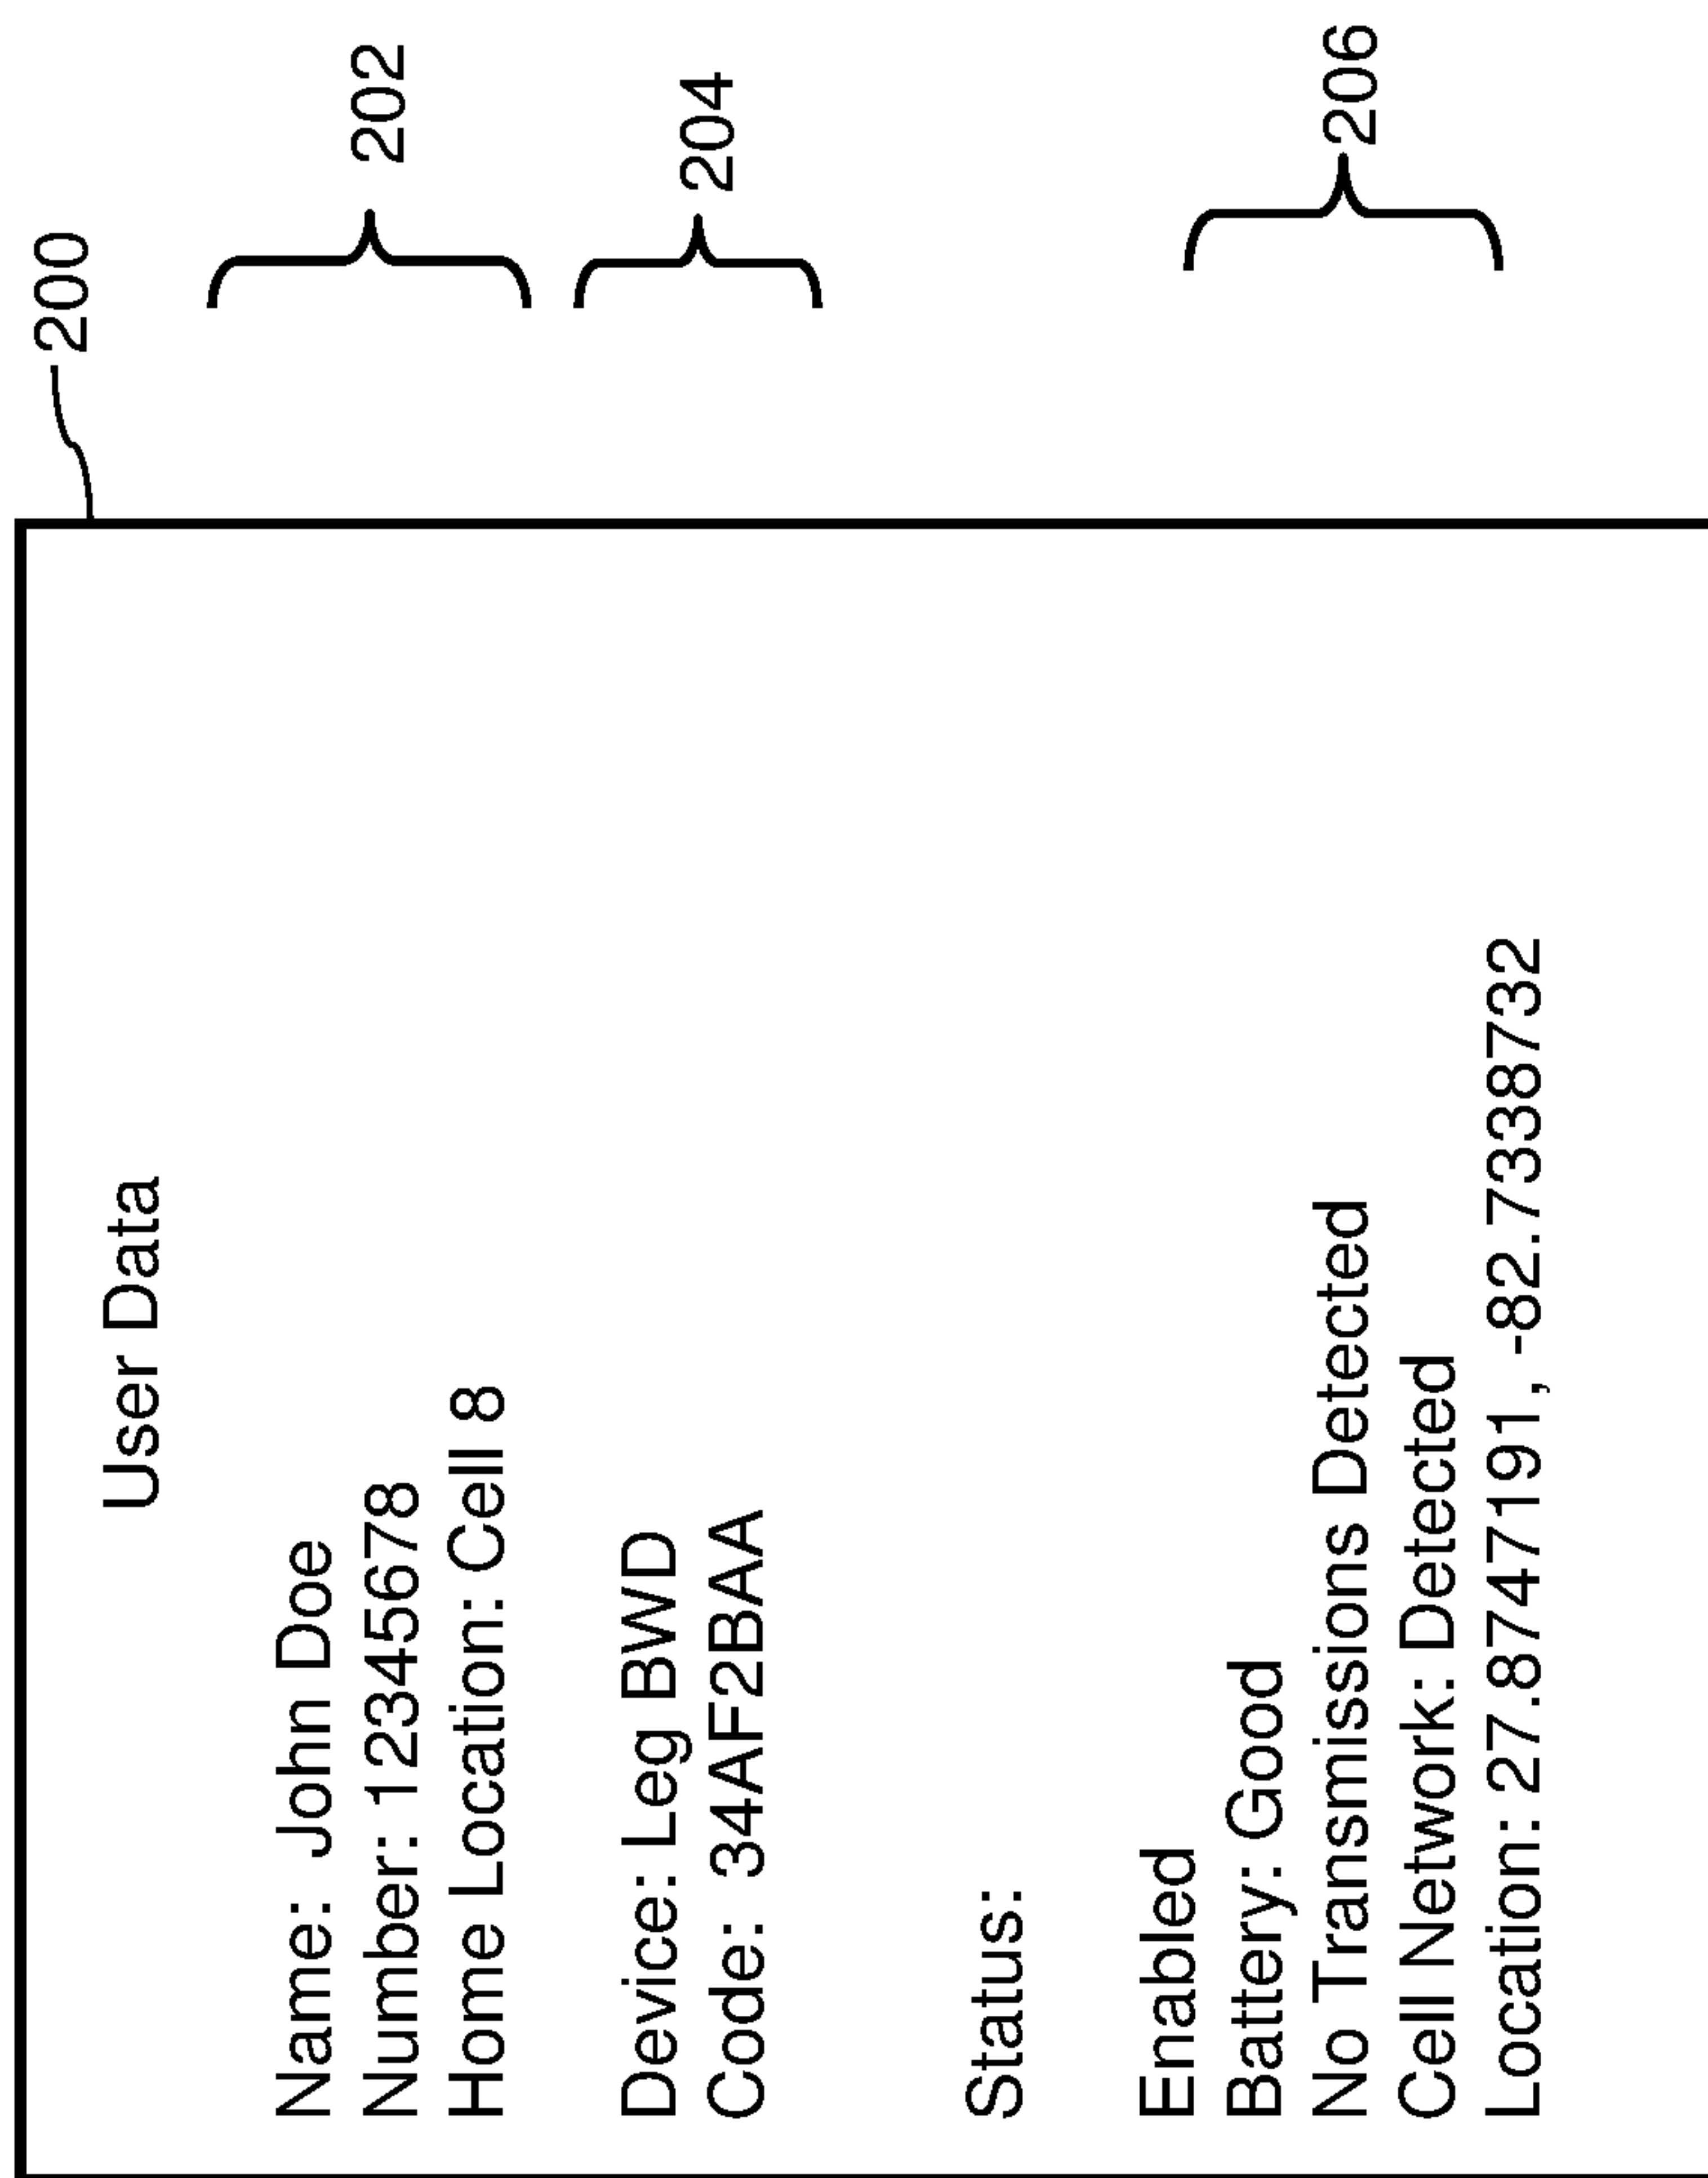 200
User Data
Name: John Doe
Number: 12345678
Home Location: Cell 8
202
Device: Leg BWD
Code: 34AF2BAA
204
Status:
Enabled
Battery: Good
No Transmissions Detected
Cell Network: Detected
Location: 27.8747191,-82.7338732
206